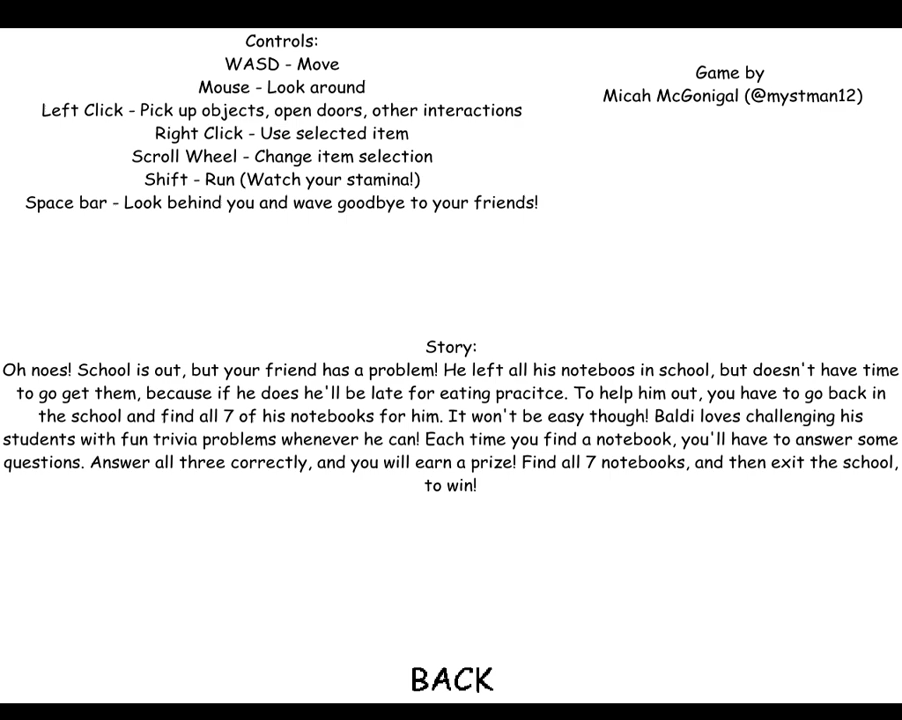 Controls:
WASD - Move
Mouse - Look around
Left Click - Pick up objects, open doors, other interactions
Right Click - Use selected item
Scroll Wheel - Change item selection
Shift - Run (Watch your stamina!)
Space bar - Look behind you and wave goodbye to your friends!
Game by
Micah McGonigal (@mystman12)
Story:
Oh noes! School is out, but your friend has a problem! He left all his noteboos in school, but doesn't have time
to go get them, because if he does he'll be late for eating pracitce. To help him out, you have to go back in
the school and find all 7 of his notebooks for him. It won't be easy though! Baldi loves challenging his
students with fun trivia problems whenever he can! Each time you find a notebook, you'll have to answer some
questions. Answer all three correctly, and you will earn a prize! Find all 7 notebooks, and then exit the school,
to win!
BACK